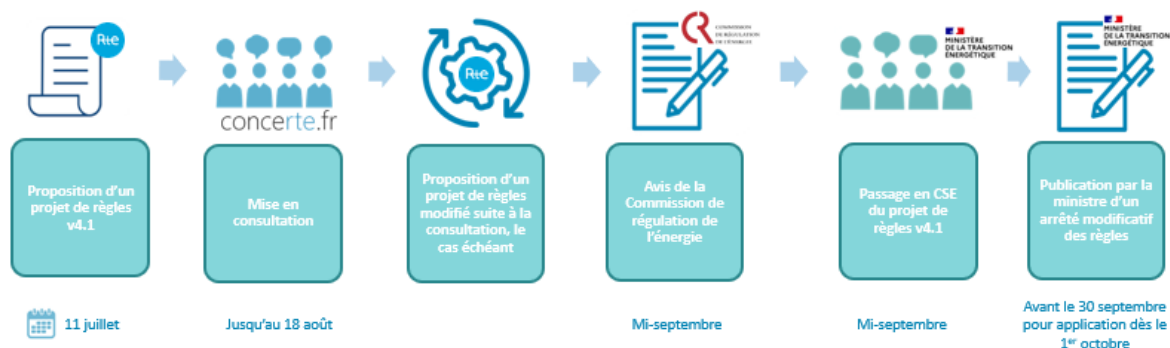 Rte
concerte.fr
Rte
COMMISSION
DE RÉGULATION
DE L'ÉNERGIE
MINISTÈRE
DE LA TRANSITION
ÉNERGÉTIQUE
MINISTÈRE
DE LA TRANSITION
ÉNERGÉTIQUE
Proposition d'un
projet de règles
v4.1
Mise en
consultation
Proposition d'un
projet de règles
modifié suite à la
consultation, le
cas échéant
Avis de la
Commission de
régulation de
l'énergie
Passage en CSE
du projet de
règles v4.1
Publication par la
ministre d'un
arrêté modificatif
des règles
11 juillet
Jusqu'au 18 août
Mi-septembre
Mi-septembre
Avant le 30 septembre
pour application dès le
1er octobre